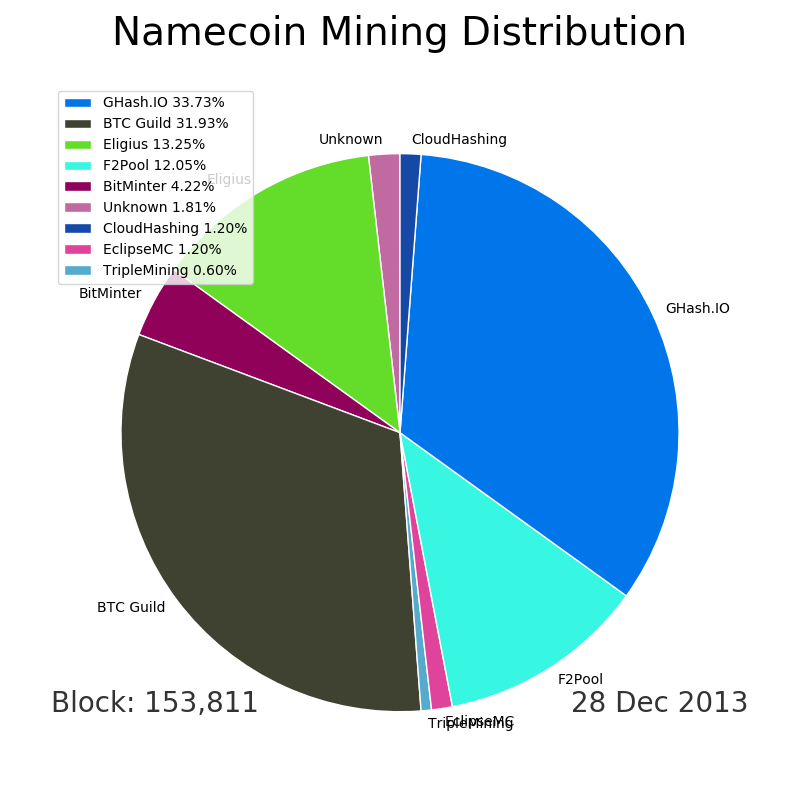 Namecoin Mining Distribution
GHash.IO 33.73%
BTC Guild 31.93%
Eligius 13.25%
F2Pool 12.05%
BitMinter 4.22%
Unknown 1.81%
CloudHashing 1.20%
EclipseMC 1.20%
TripleMining 0.60%
Unknown
CloudHashing
Eligius
BitMinter
GHash.IO
BTC Guild
F2Pool
EclipseMC
TripleMining
Block: 153,811
28 Dec 2013